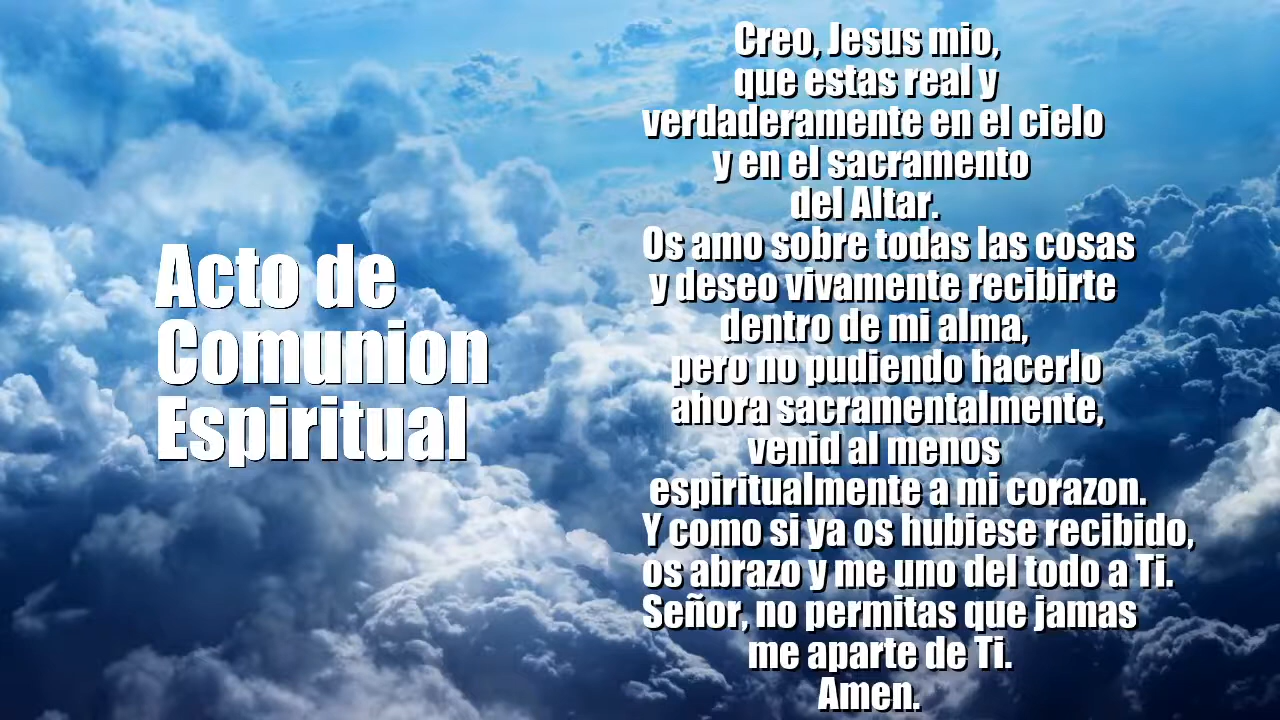 Acto de
Comunion
Espiritual
Creo, Jesus mio,
que estas real y
verdaderamente en el cielo
y en el sacramento
del Altar.
Os amo sobre todas las cosas
y deseo vivamente recibirte
dentro de mi alma,
pero no pudiendo hacerlo
ahora sacramentalmente,
venid al menos
espiritualmente a mi corazon.
Y como si ya os hubiese recibido,
os abrazo y me uno del todo a Ti.
Señor, no permitas que jamas
me aparte de Ti.
Amen.